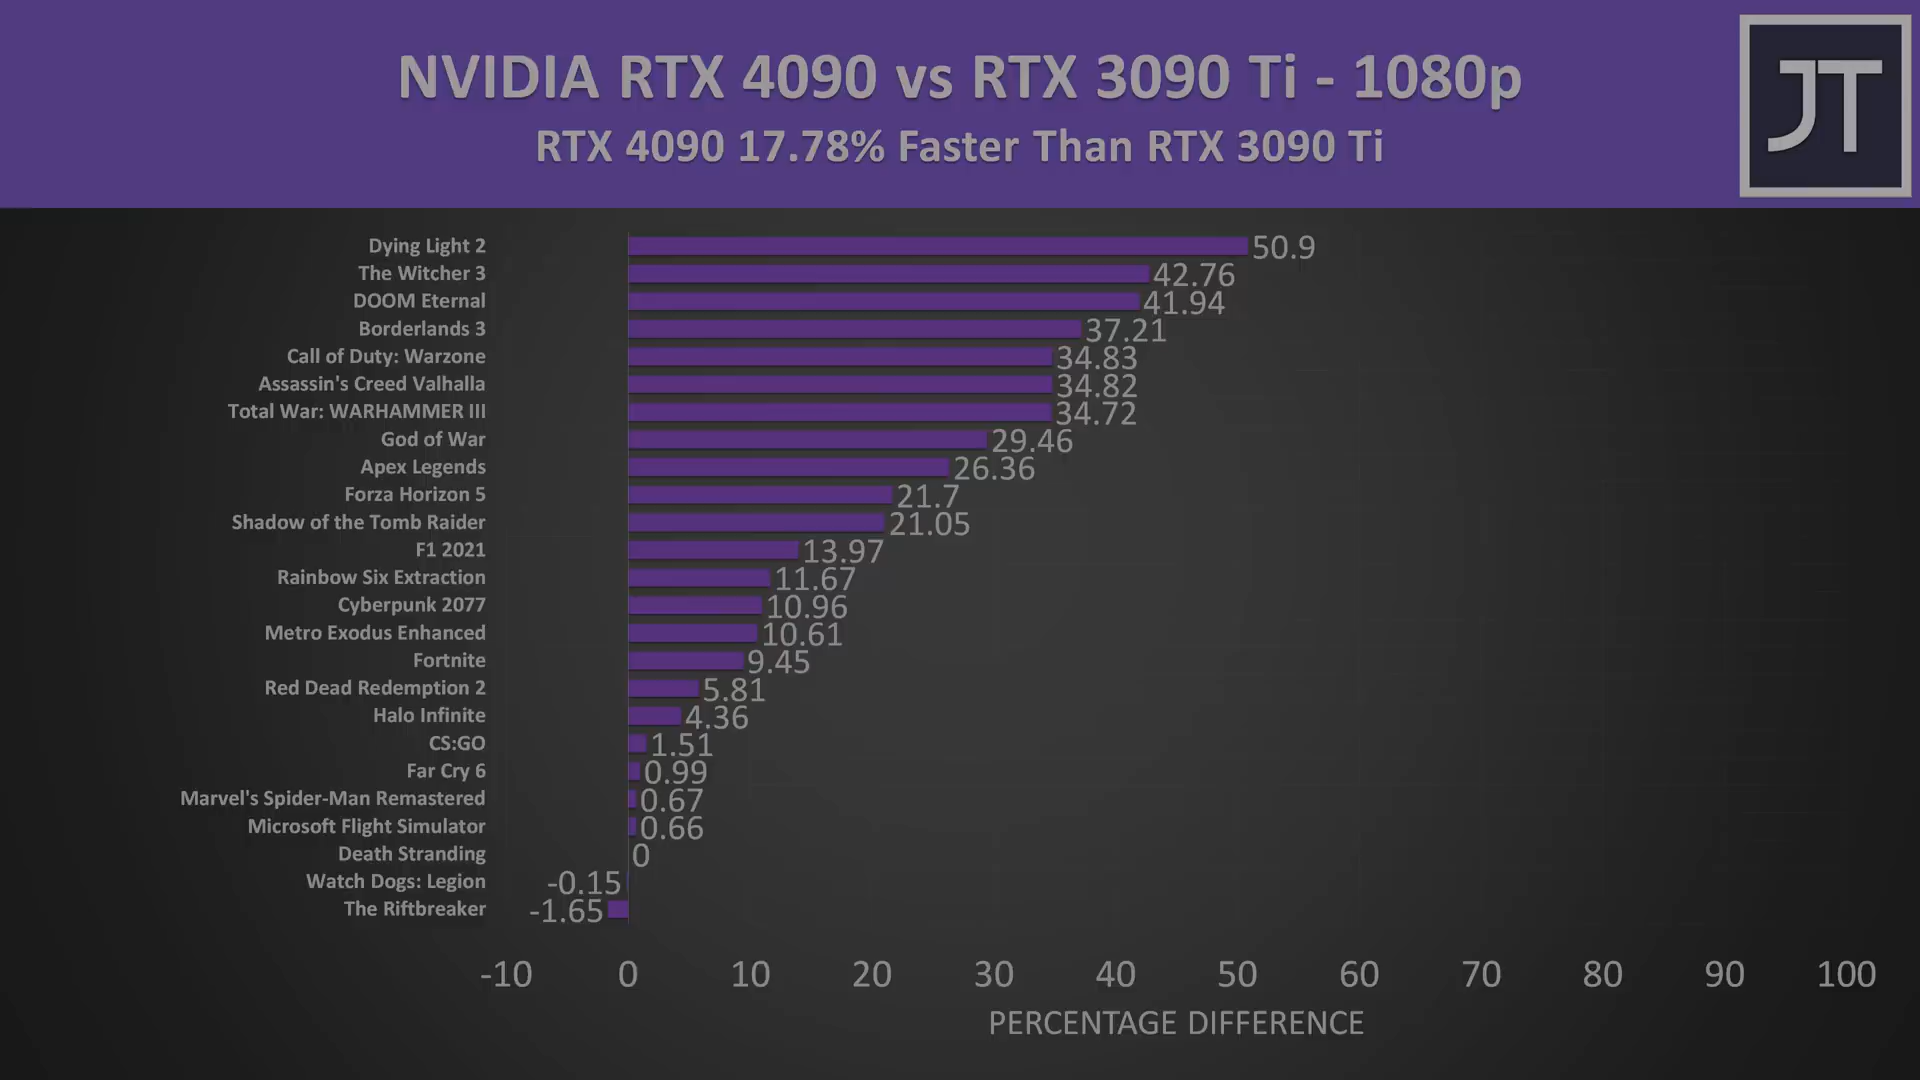 NVIDIA RTX 4090 vs RTX 3090 Ti - 1080p
RTX 4090 17.78% Faster Than RTX 3090 Ti
JT
Dying Light 2 50.9
The Witcher 3 42.76
DOOM Eternal 41.94
Borderlands 3 37.21
Call of Duty: Warzone 34.83
Assassin's Creed Valhalla 34.82
Total War: WARHAMMER III 34.72
God of War 29.46
Apex Legends 26.36
Forza Horizon 5 21.7
Shadow of the Tomb Raider 21.05
F1 2021 13.97
Rainbow Six Extraction 11.67
Cyberpunk 2077 10.96
Metro Exodus Enhanced 10.61
Fortnite 9.45
Red Dead Redemption 2 5.81
Halo Infinite 4.36
CS:GO 1.51
Far Cry 6 0.99
Marvel's Spider-Man Remastered 0.67
Microsoft Flight Simulator 0.66
Death Stranding 0
Watch Dogs: Legion -0.15
The Riftbreaker -1.65
-10 0 10 20 30 40 50 60 70 80 90 100
PERCENTAGE DIFFERENCE